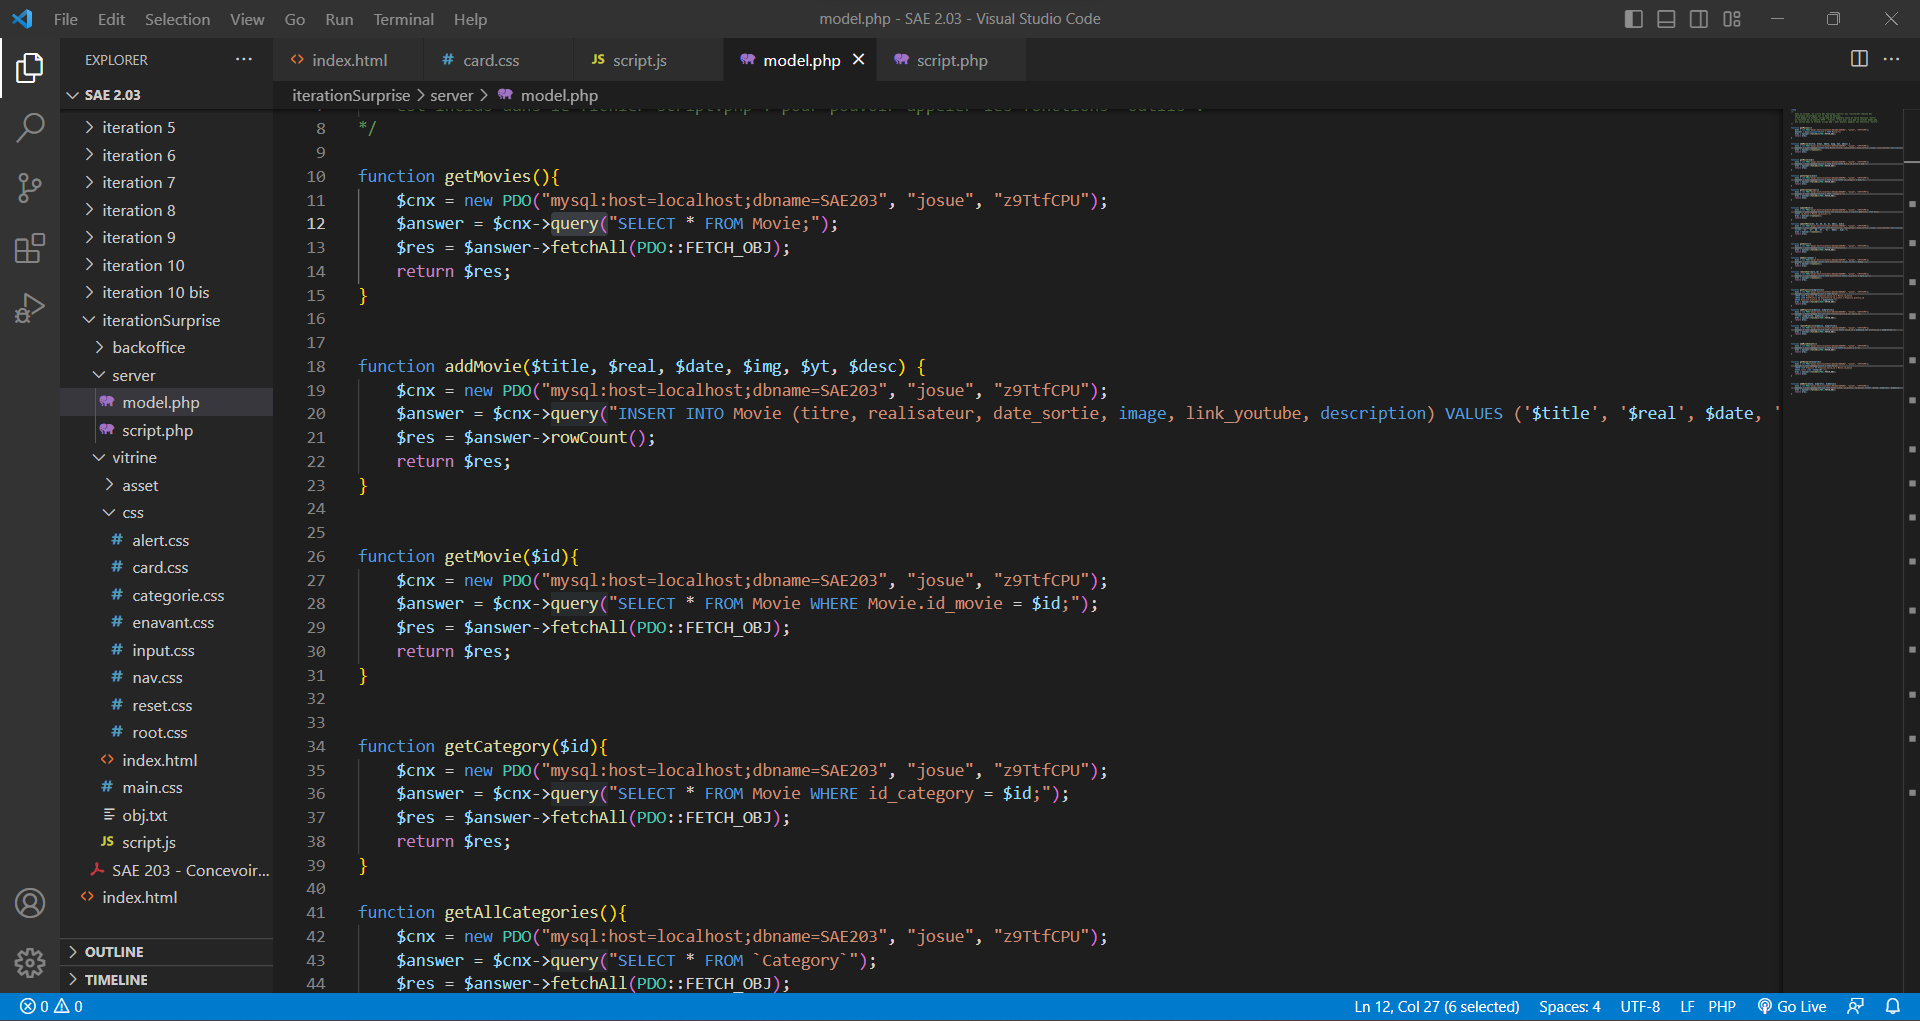 File Edit Selection View Go Run Terminal Help
model.php - SAE 2.03 - Visual Studio Code
EXPLORER
index.html
card.css
script.js
model.php
script.php
iterationSurprise > server > model.php
SAE 2.03
iteration 5
iteration 6
iteration 7
iteration 8
iteration 9
iteration 10
iteration 10 bis
iterationSurprise
backoffice
server
model.php
script.php
vitrine
asset
css
alert.css
card.css
categorie.css
enavant.css
input.css
nav.css
reset.css
root.css
index.html
main.css
obj.txt
script.js
SAE 203 - Concevoir...
index.html
OUTLINE
TIMELINE
8 */
9
10 function getMovies(){
11 $cnx = new PDO("mysql:host=localhost;dbname=SAE203", "josue", "z9TtfCPU");
12 $answer = $cnx->query("SELECT * FROM Movie;");
13 $res = $answer->fetchAll(PDO::FETCH_OBJ);
14 return $res;
15 }
16
17
18 function addMovie($title, $real, $date, $img, $yt, $desc) {
19 $cnx = new PDO("mysql:host=localhost;dbname=SAE203", "josue", "z9TtfCPU");
20 $answer = $cnx->query("INSERT INTO Movie (titre, realisateur, date_sortie, image, link_youtube, description) VALUES ('$title', '$real', $date, '
21 $res = $answer->rowCount();
22 return $res;
23 }
24
25
26 function getMovie($id){
27 $cnx = new PDO("mysql:host=localhost;dbname=SAE203", "josue", "z9TtfCPU");
28 $answer = $cnx->query("SELECT * FROM Movie WHERE Movie.id_movie = $id;");
29 $res = $answer->fetchAll(PDO::FETCH_OBJ);
30 return $res;
31 }
32
33
34 function getCategory($id){
35 $cnx = new PDO("mysql:host=localhost;dbname=SAE203", "josue", "z9TtfCPU");
36 $answer = $cnx->query("SELECT * FROM Movie WHERE id_category = $id;");
37 $res = $answer->fetchAll(PDO::FETCH_OBJ);
38 return $res;
39 }
40
41 function getAllCategories(){
42 $cnx = new PDO("mysql:host=localhost;dbname=SAE203", "josue", "z9TtfCPU");
43 $answer = $cnx->query("SELECT * FROM `Category`");
44 $res = $answer->fetchAll(PDO::FETCH_OBJ);
0 0
Ln 12, Col 27 (6 selected) Spaces: 4 UTF-8 LF PHP Go Live